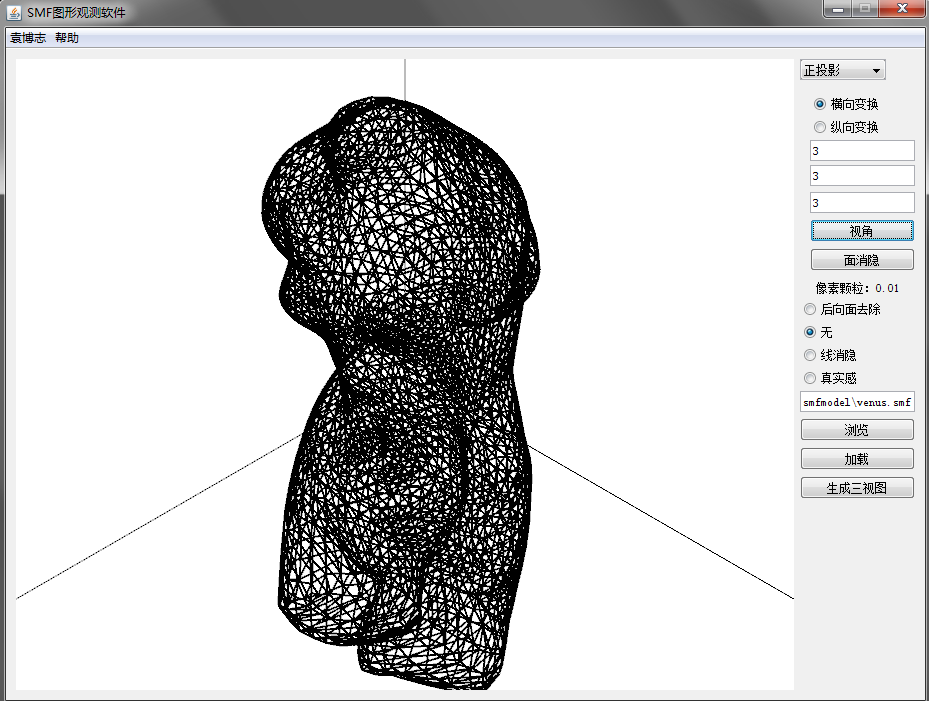 SMF图形观测软件
袁博志 帮助
正投影
横向变换
纵向变换
3
3
3
视角
面消隐
像素颗粒: 0.01
后向面去除
无
线消隐
真实感
smfmodel\venus.smf
浏览
加载
生成三视图